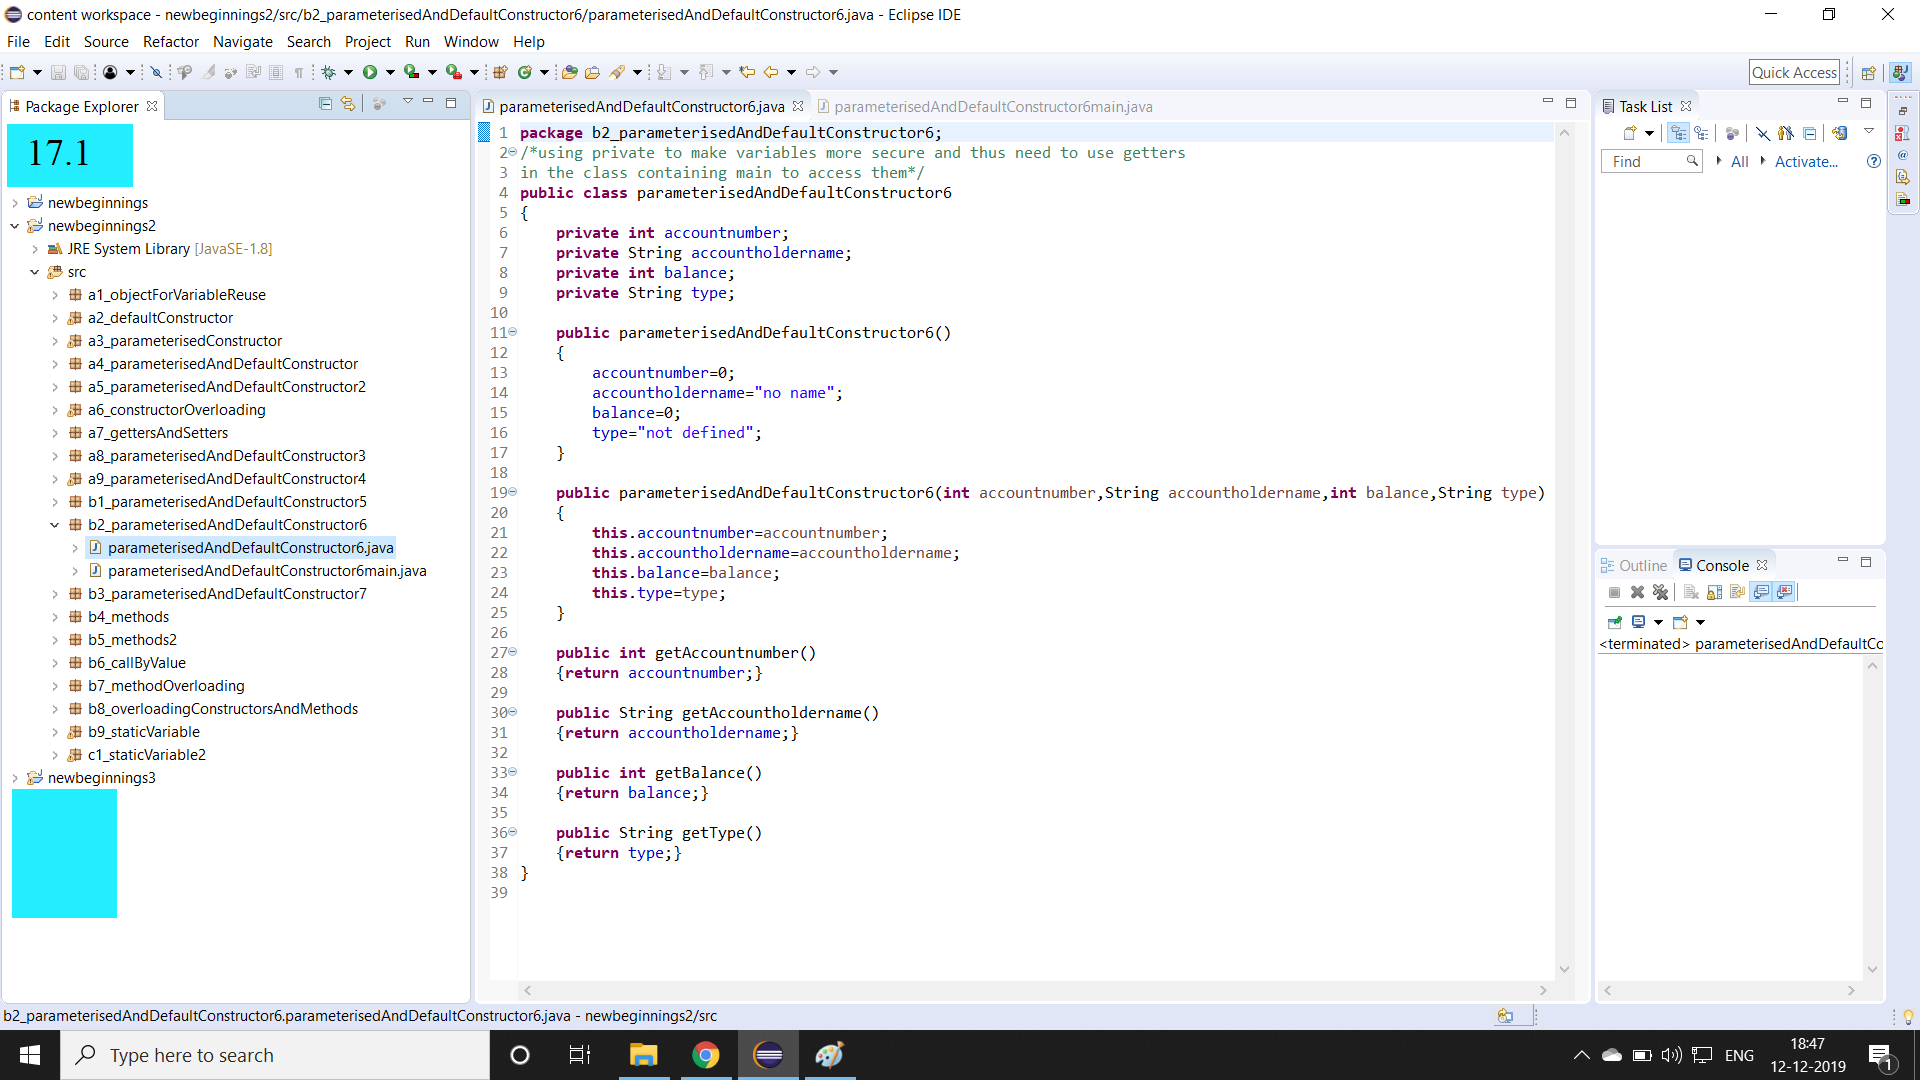 content workspace - newbeginnings2/src/b2_parameterisedAndDefaultConstructor6/parameterisedAndDefaultConstructor6.java - Eclipse IDE
File Edit Source Refactor Navigate Search Project Run Window Help
Quick Access
Package Explorer
17.1
newbeginnings
newbeginnings2
JRE System Library [JavaSE-1.8]
src
a1_objectForVariableReuse
a2_defaultConstructor
a3_parameterisedConstructor
a4_parameterisedAndDefaultConstructor
a5_parameterisedAndDefaultConstructor2
a6_constructorOverloading
a7_gettersAndSetters
a8_parameterisedAndDefaultConstructor3
a9_parameterisedAndDefaultConstructor4
b1_parameterisedAndDefaultConstructor5
b2_parameterisedAndDefaultConstructor6
parameterisedAndDefaultConstructor6.java
parameterisedAndDefaultConstructor6main.java
b3_parameterisedAndDefaultConstructor7
b4_methods
b5_methods2
b6_callByValue
b7_methodOverloading
b8_overloadingConstructorsAndMethods
b9_staticVariable
c1_staticVariable2
newbeginnings3
parameterisedAndDefaultConstructor6.java parameterisedAndDefaultConstructor6main.java
1 package b2_parameterisedAndDefaultConstructor6;
2 /*using private to make variables more secure and thus need to use getters
3 in the class containing main to access them*/
4 public class parameterisedAndDefaultConstructor6
5 {
6     private int accountnumber;
7     private String accountholdername;
8     private int balance;
9     private String type;
10
11     public parameterisedAndDefaultConstructor6()
12     {
13         accountnumber=0;
14         accountholdername="no name";
15         balance=0;
16         type="not defined";
17     }
18
19     public parameterisedAndDefaultConstructor6(int accountnumber,String accountholdername,int balance,String type)
20     {
21         this.accountnumber=accountnumber;
22         this.accountholdername=accountholdername;
23         this.balance=balance;
24         this.type=type;
25     }
26
27     public int getAccountnumber()
28     {return accountnumber;}
29
30     public String getAccountholdername()
31     {return accountholdername;}
32
33     public int getBalance()
34     {return balance;}
35
36     public String getType()
37     {return type;}
38 }
39
Task List
Find All Activate...
Outline Console
<terminated> parameterisedAndDefaultCo
b2_parameterisedAndDefaultConstructor6.parameterisedAndDefaultConstructor6.java - newbeginnings2/src
Type here to search
ENG
18:47
12-12-2019
1